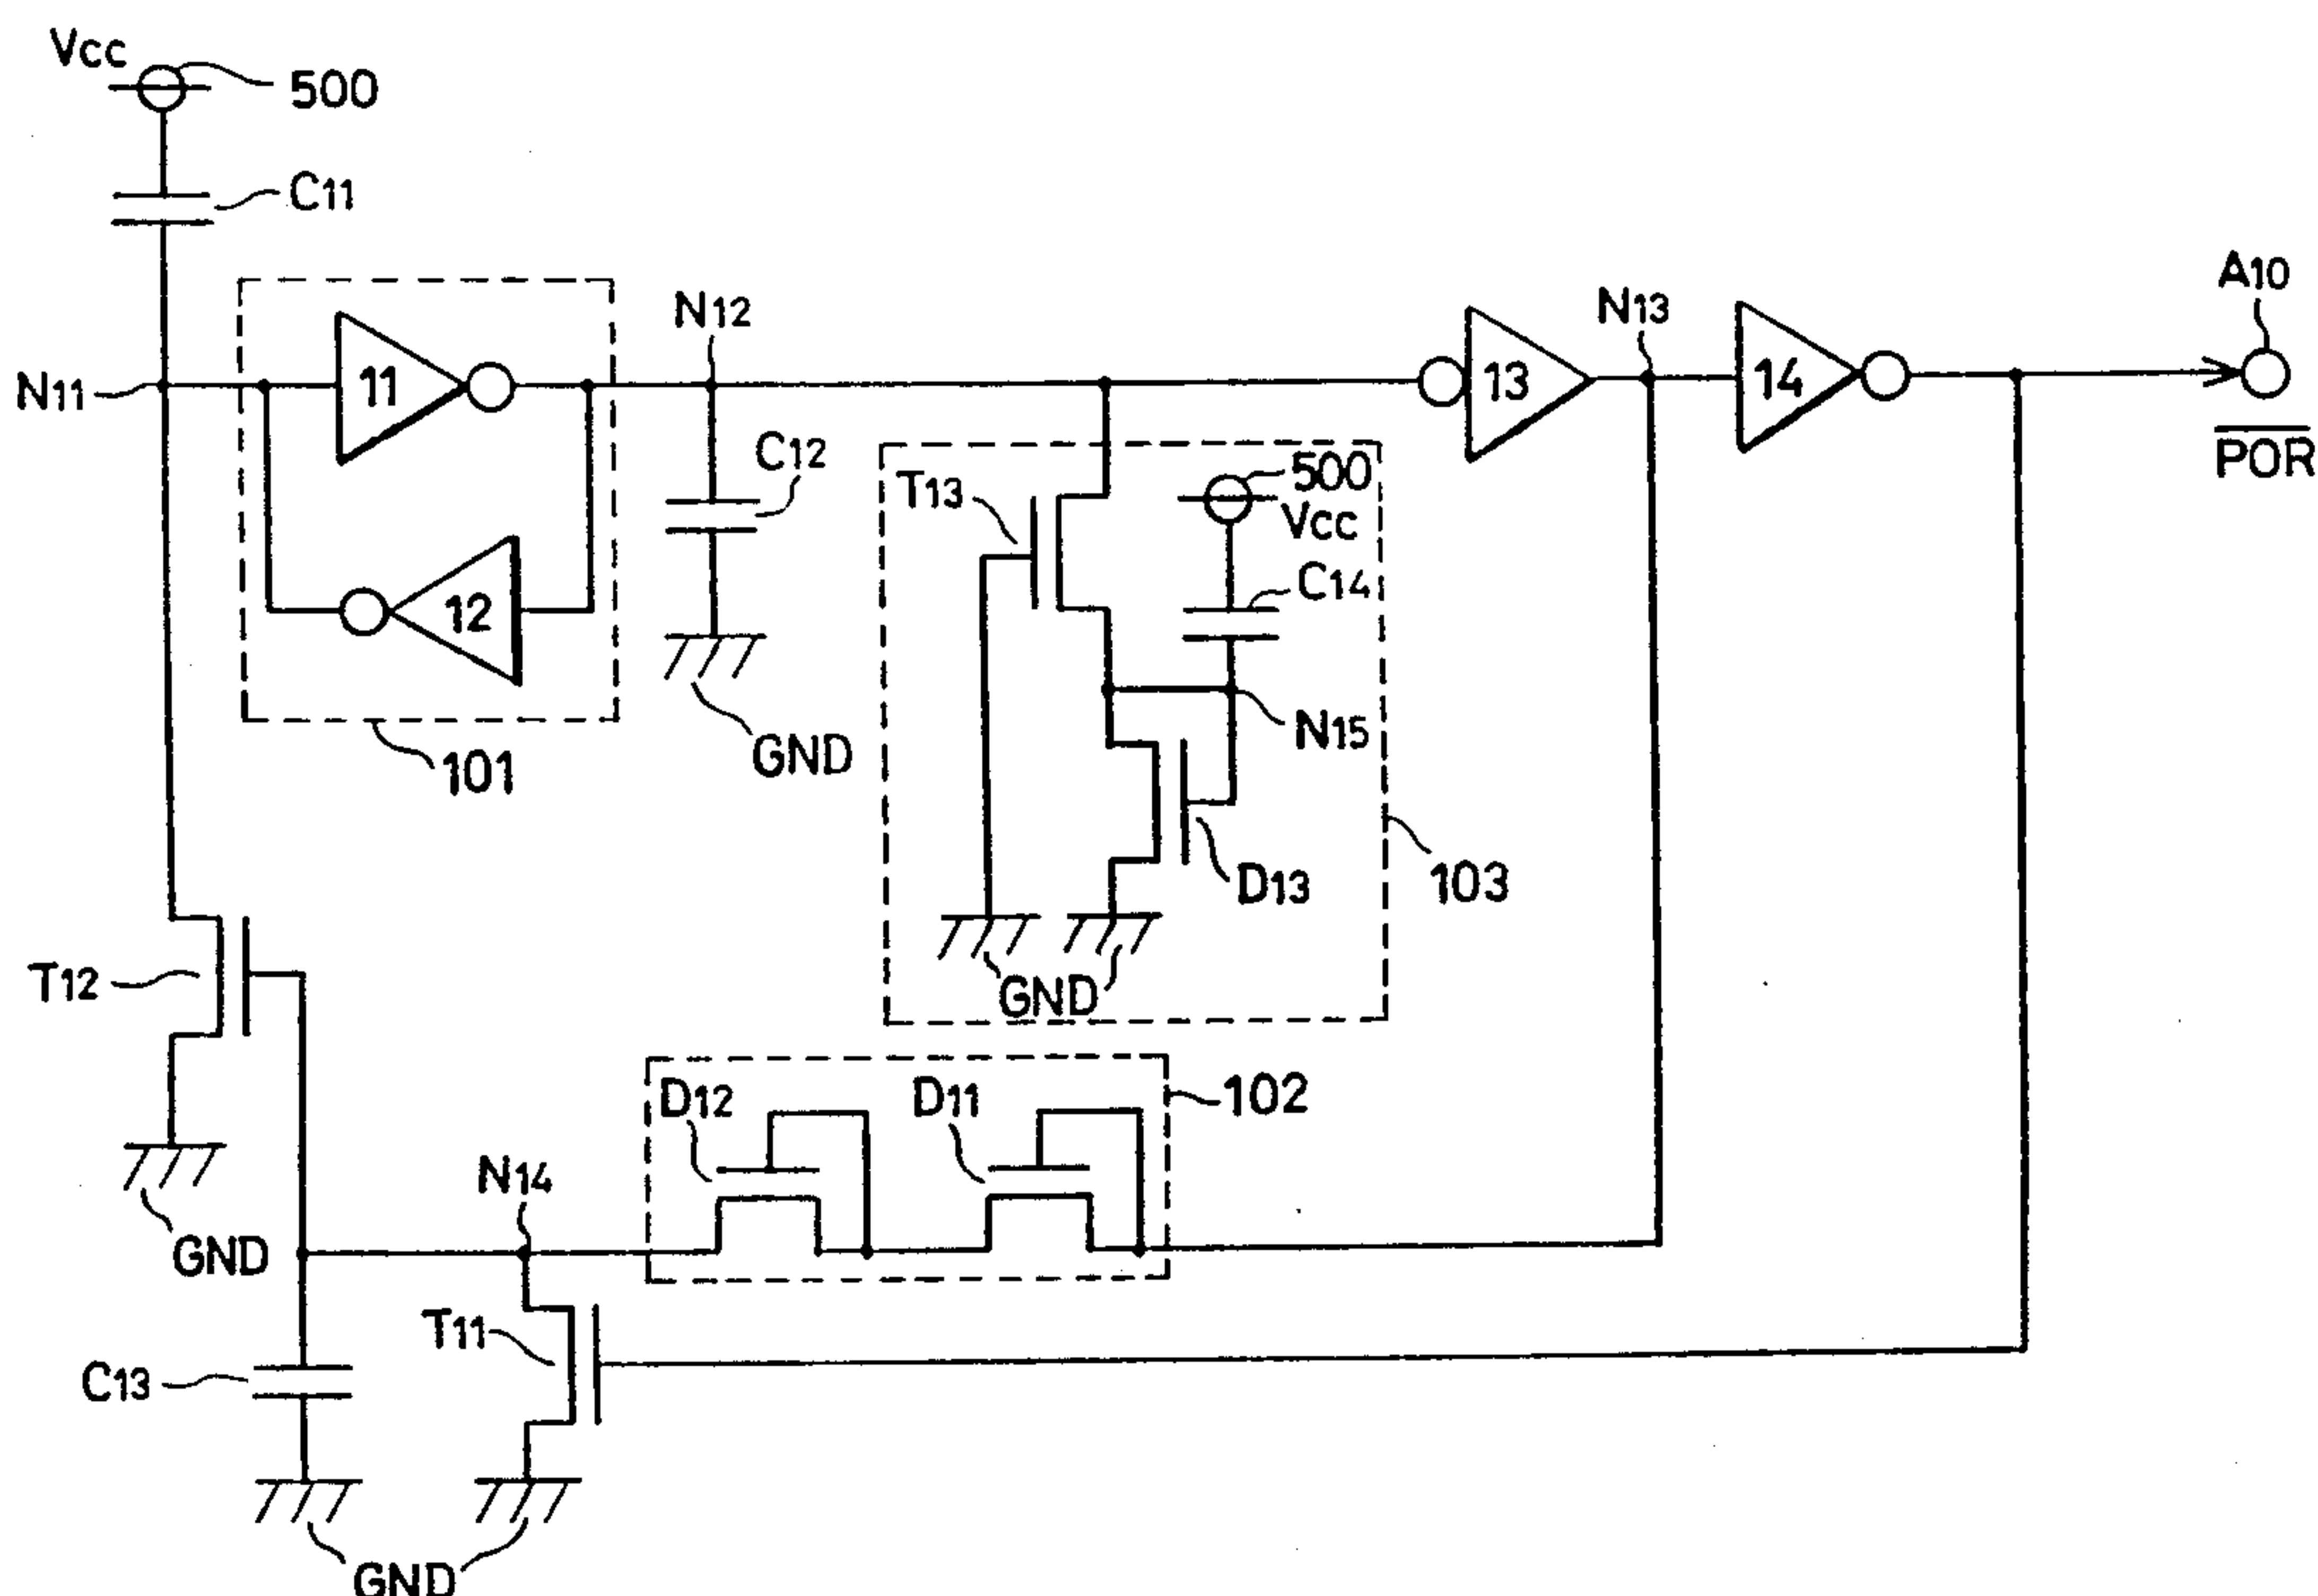 Vcc
500
C11
N11
11
12
101
N12
C12
GND
T13
500
Vcc
C14
N15
D13
GND
103
13
N13
14
A10
P̅O̅R̅
T12
GND
N14
D12
D11
102
T11
C13
GND